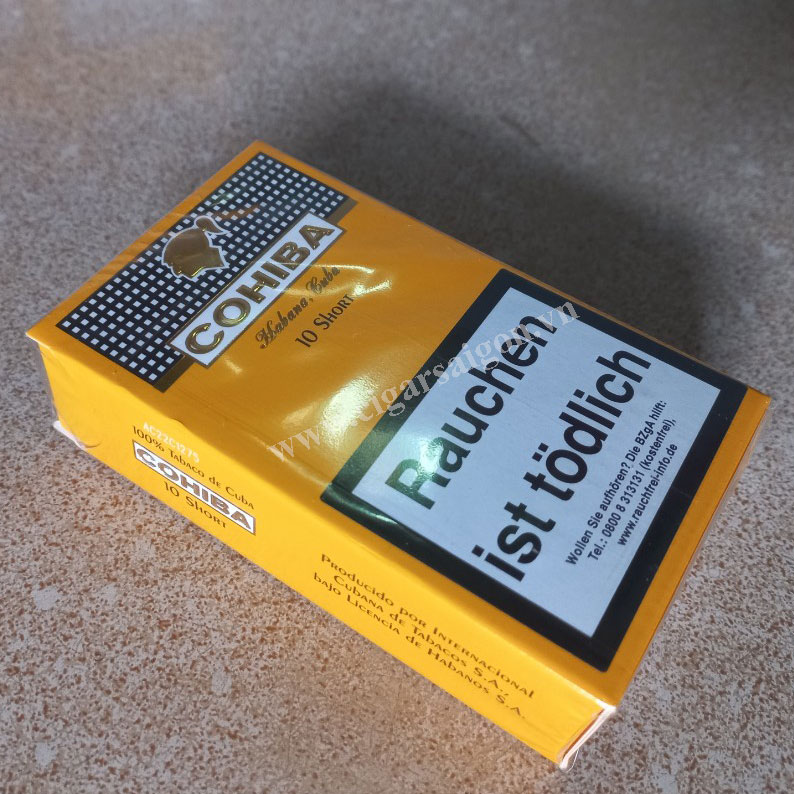 COHIBA
Habana, Cuba
10 SHORT
www.cigarsaigon.vn
Rauchen
ist tödlich
Wollen Sie aufhören? Die BZgA hilft:
Tel.: 0800 8 313131 (kostenfrei),
www.rauchfrei-info.de
AC22C1275
100% TABACO DE CUBA
COHIBA
10 SHORT
PRODUCIDO POR INTERNACIONAL
CUBANA DE TABACOS S.A.,
BAJO LICENCIA DE HABANOS S.A.